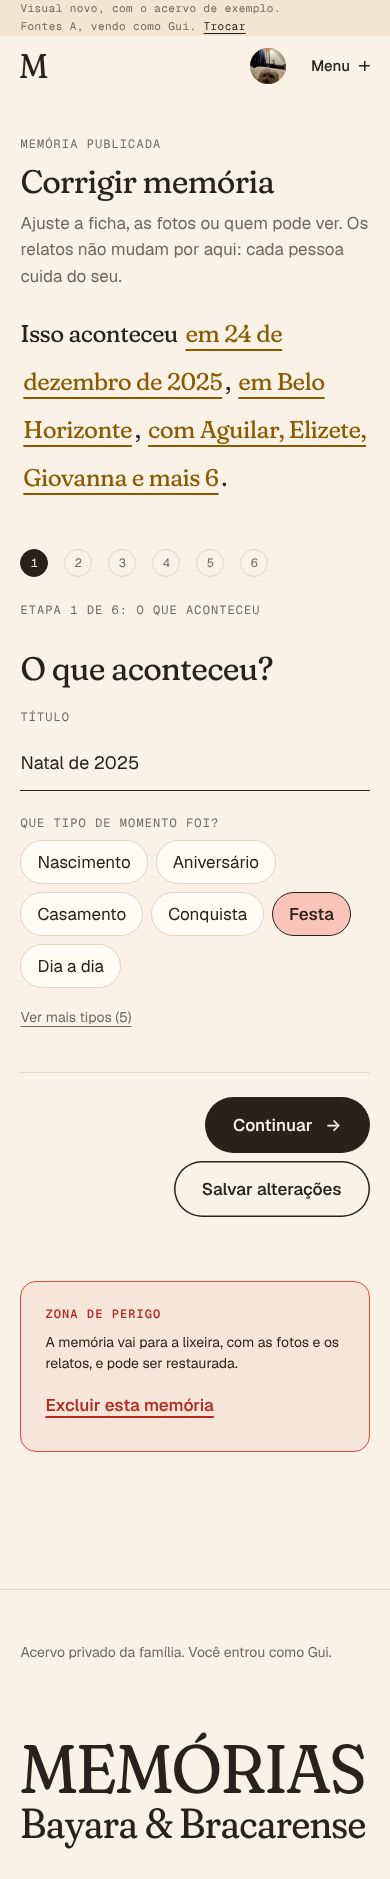 Visual novo, com o acervo de exemplo.
Fontes A, vendo como Gui. Trocar
M
Menu +
MEMÓRIA PUBLICADA
Corrigir memória
Ajuste a ficha, as fotos ou quem pode ver. Os
relatos não mudam por aqui: cada pessoa
cuida do seu.
Isso aconteceu em 24 de
dezembro de 2025, em Belo
Horizonte, com Aguilar, Elizete,
Giovanna e mais 6.
1 2 3 4 5 6
ETAPA 1 DE 6: O QUE ACONTECEU
O que aconteceu?
TÍTULO
Natal de 2025
QUE TIPO DE MOMENTO FOI?
Nascimento Aniversário
Casamento Conquista Festa
Dia a dia
Ver mais tipos (5)
Continuar →
Salvar alterações
ZONA DE PERIGO
A memória vai para a lixeira, com as fotos e os
relatos, e pode ser restaurada.
Excluir esta memória
Acervo privado da família. Você entrou como Gui.
MEMÓRIAS
Bayara & Bracarense